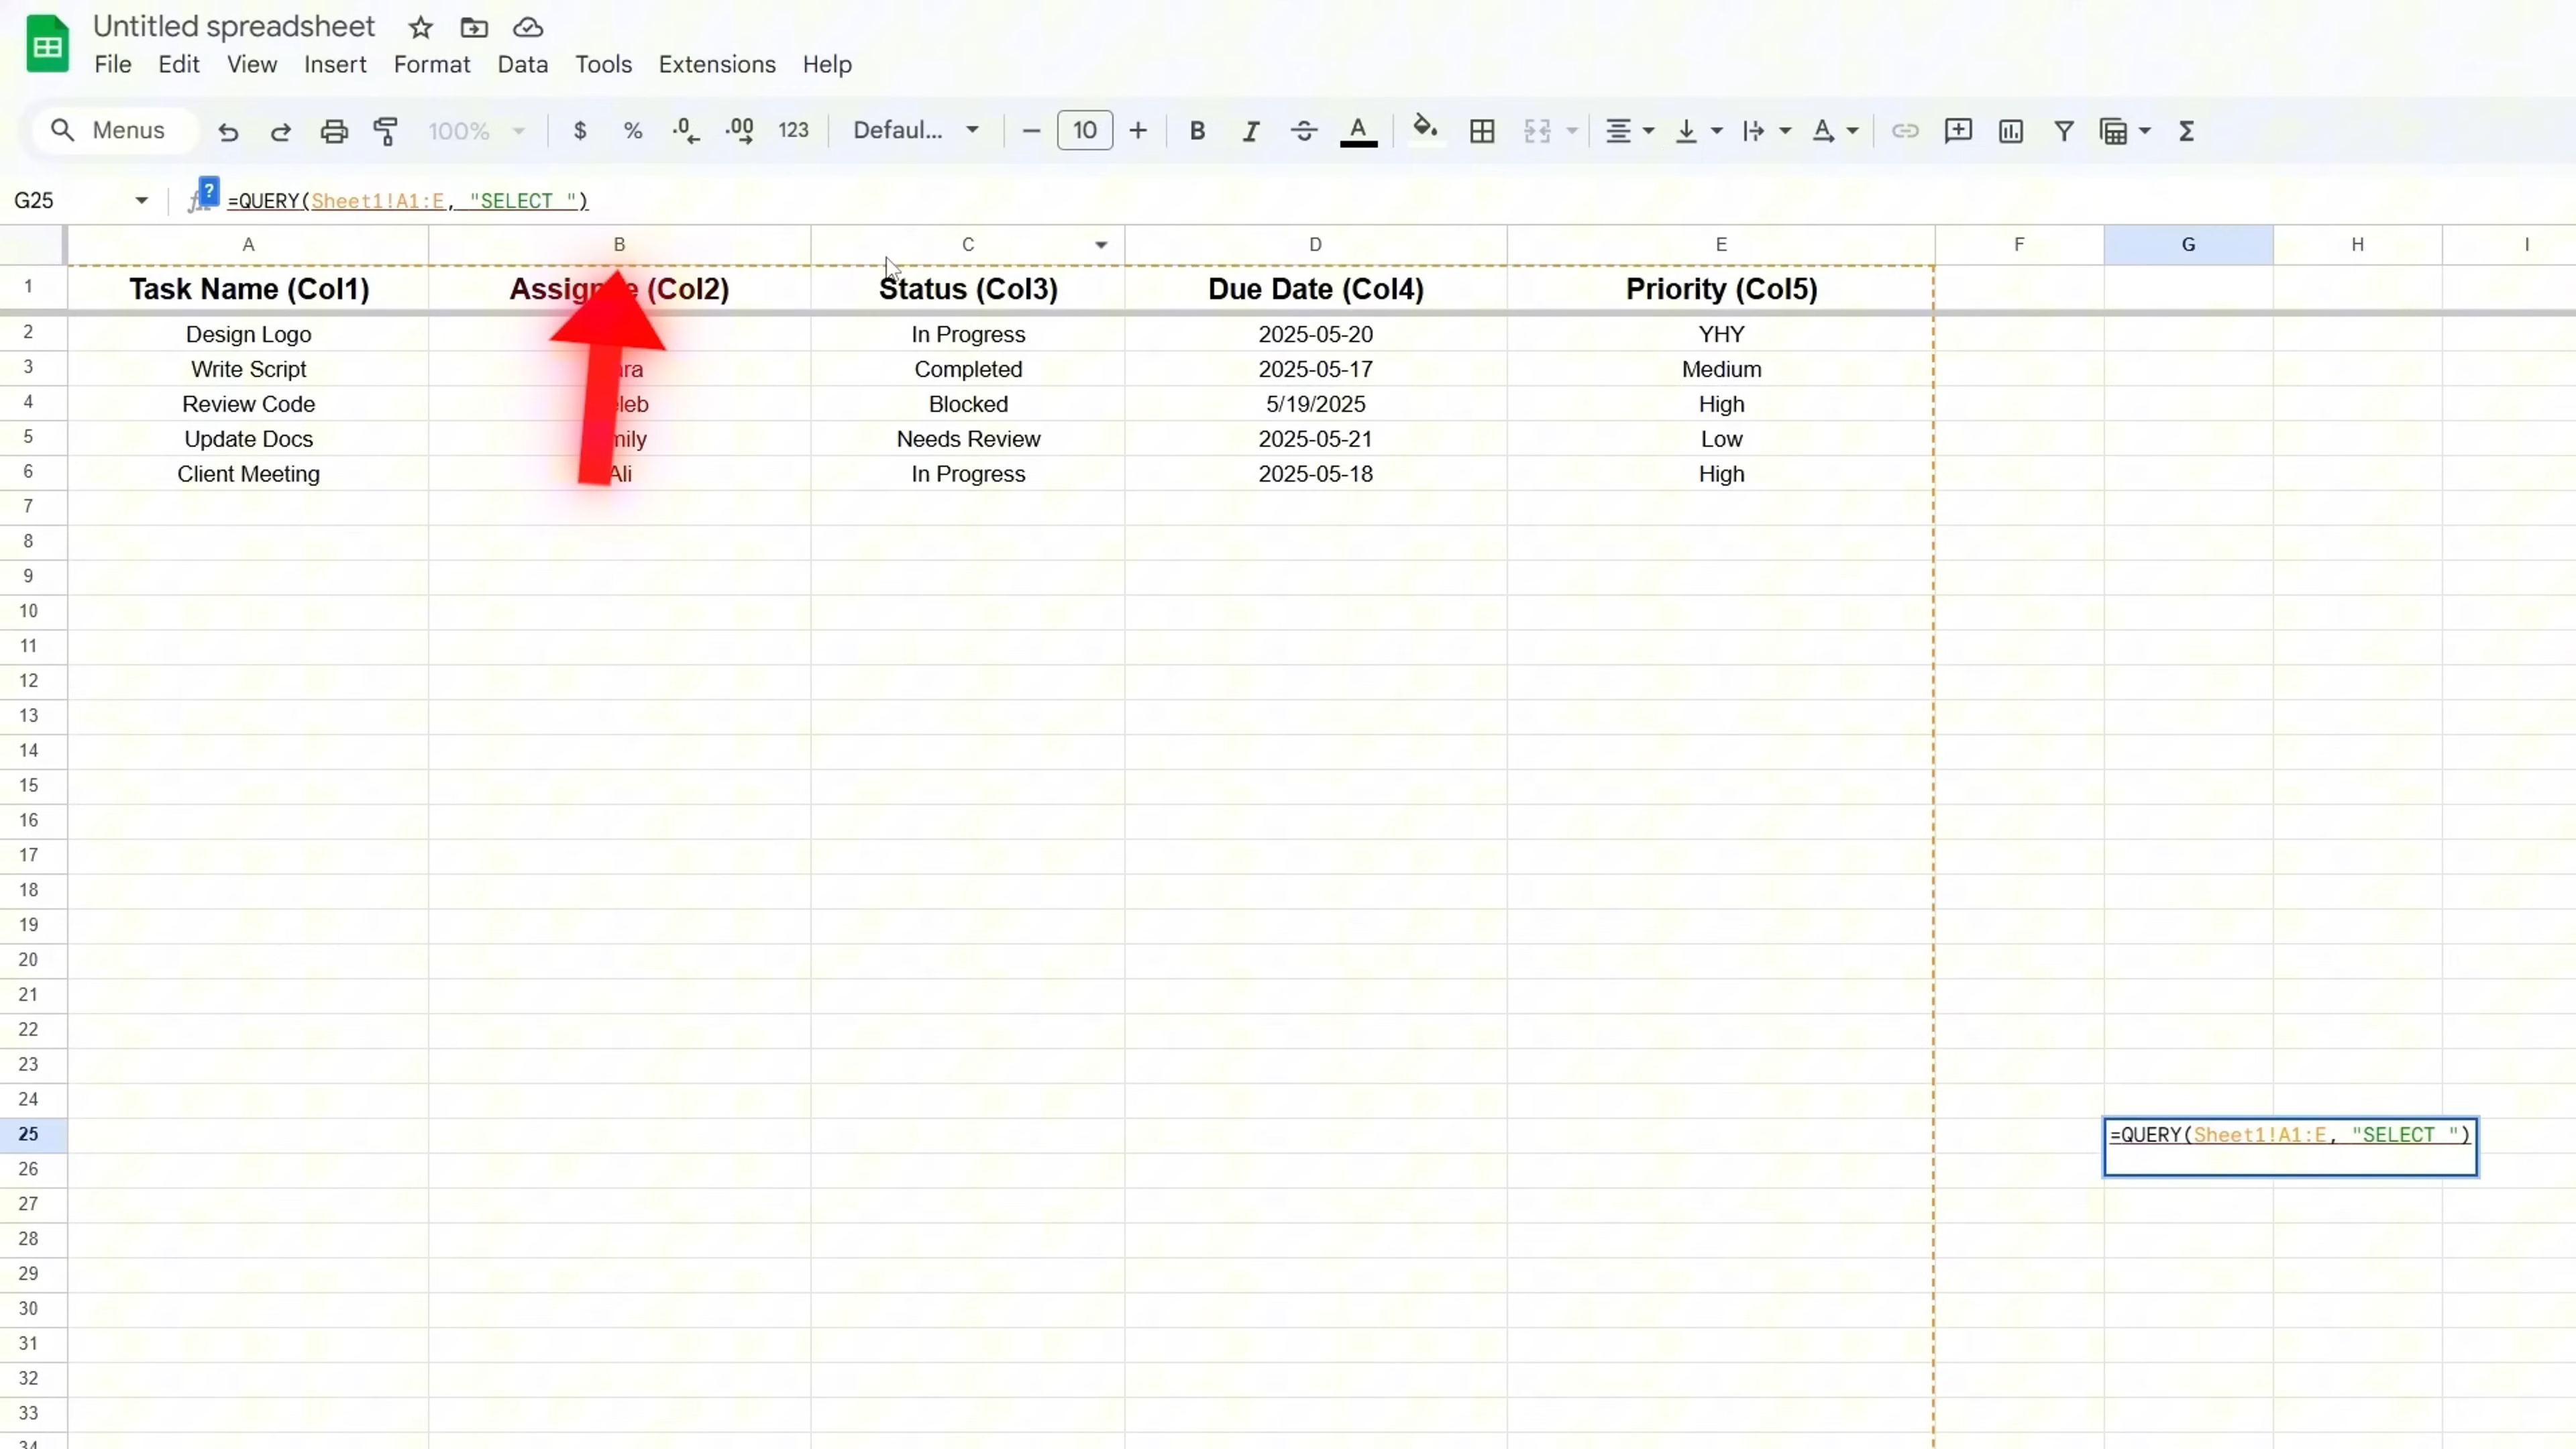 Untitled spreadsheet
File Edit View Insert Format Data Tools Extensions Help
Menus 100% $ % .0 .00 123 Defaul... 10 B I A Σ
G25 ? =QUERY(Sheet1!A1:E, "SELECT ")
A B C D E F G H I
1 Task Name (Col1) (Col2) Status (Col3) Due Date (Col4) Priority (Col5)
2 Design Logo In Progress 2025-05-20 YHY
3 Write Script Completed 2025-05-17 Medium
4 Review Code Blocked 5/19/2025 High
5 Update Docs Needs Review 2025-05-21 Low
6 Client Meeting Ali In Progress 2025-05-18 High
7
8
9
10
11
12
13
14
15
16
17
18
19
20
21
22
23
24
25 =QUERY(Sheet1!A1:E, "SELECT ")
26
27
28
29
30
31
32
33
34